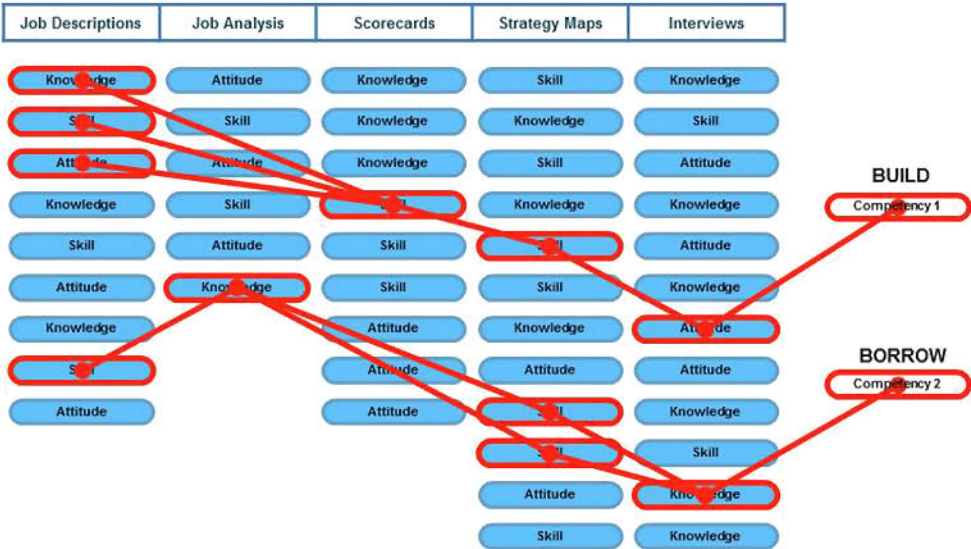 Job Descriptions Job Analysis Scorecards Strategy Maps Interviews
Knowledge Attitude Knowledge Skill Knowledge
Skill Skill Knowledge Knowledge Skill
Attitude Attitude Knowledge Skill Attitude
BUILD
Knowledge Skill Skill Knowledge Knowledge Competency 1
Skill Attitude Skill Skill Attitude
Attitude Knowledge Skill Skill Knowledge
Knowledge Attitude Knowledge Attitude
BORROW
Skill Attitude Attitude Attitude Competency 2
Attitude Attitude Skill Knowledge
Skill Skill
Attitude Knowledge
Skill Knowledge